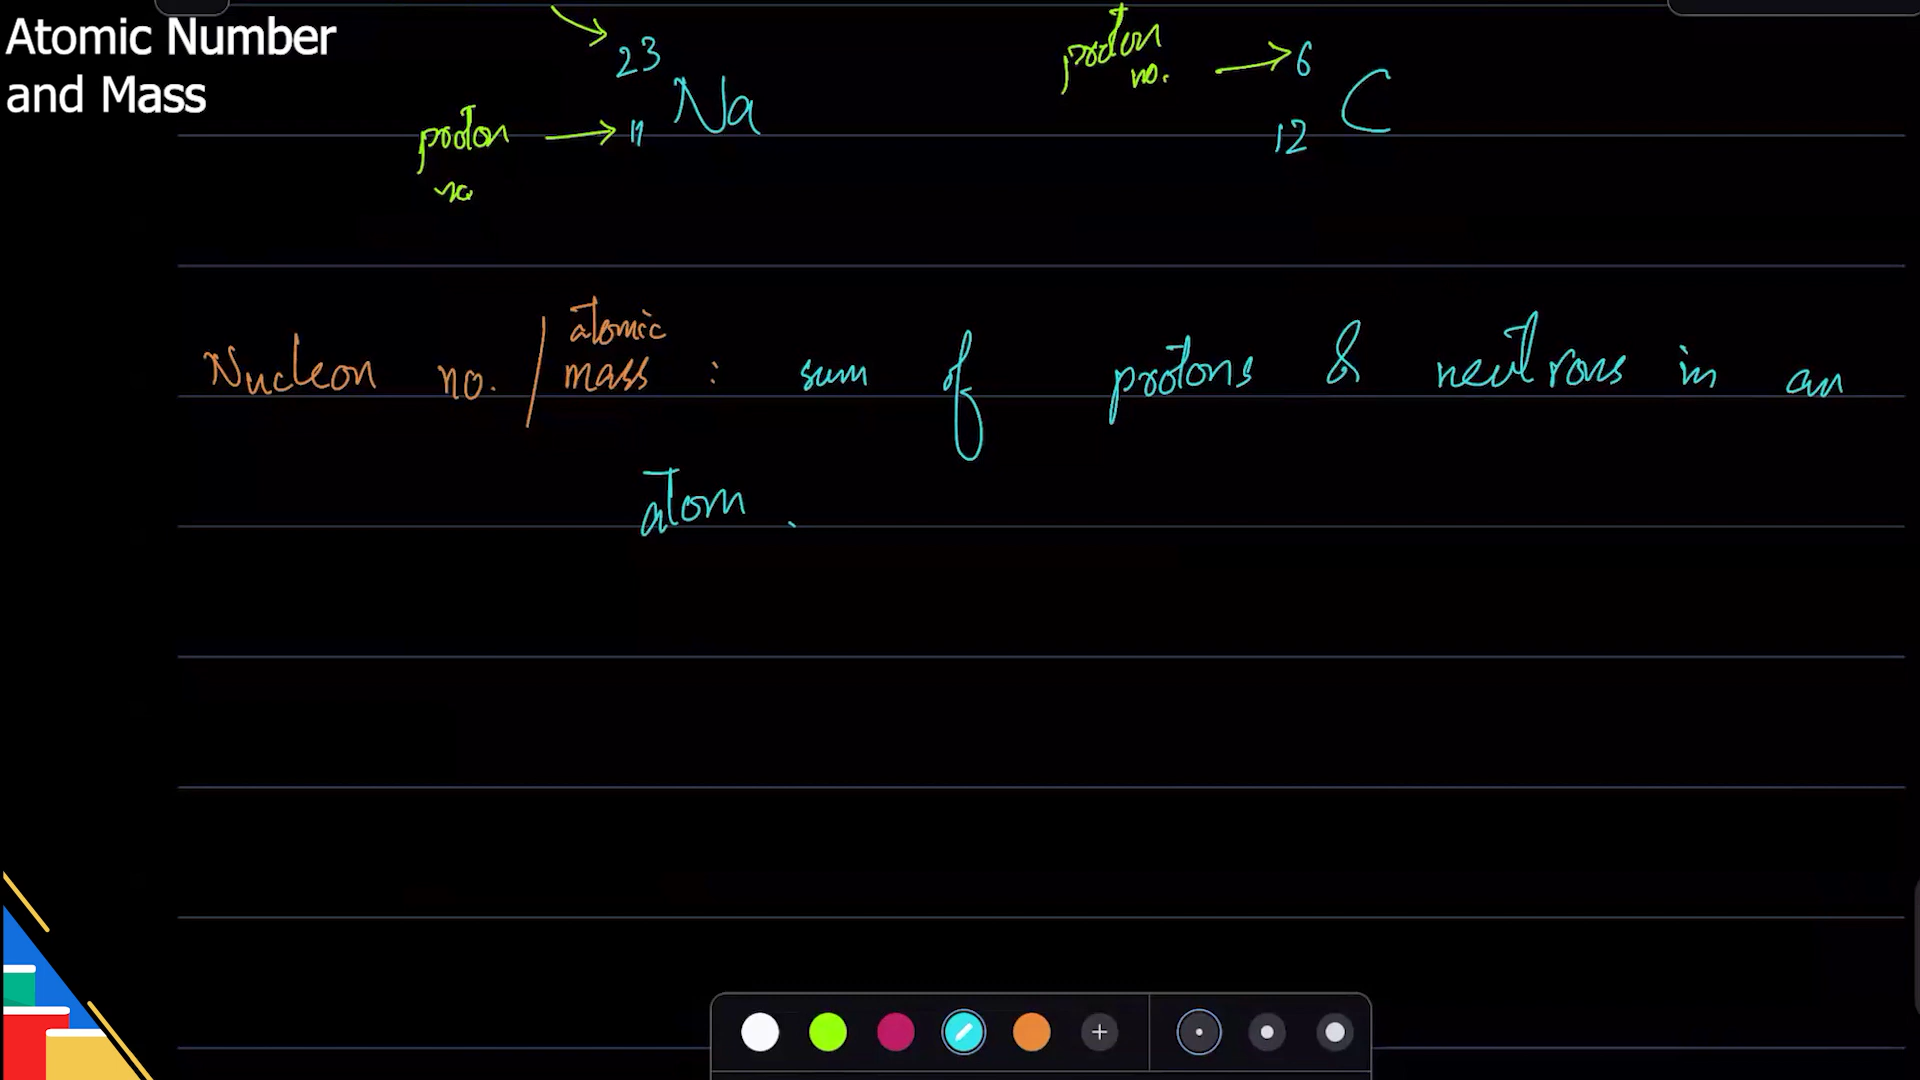 Atomic Number
and Mass
23
Na
proton → 11
no.
proton
no. → 6
C
12
Nucleon no. / atomic mass : sum of protons & neutrons in an
atom.